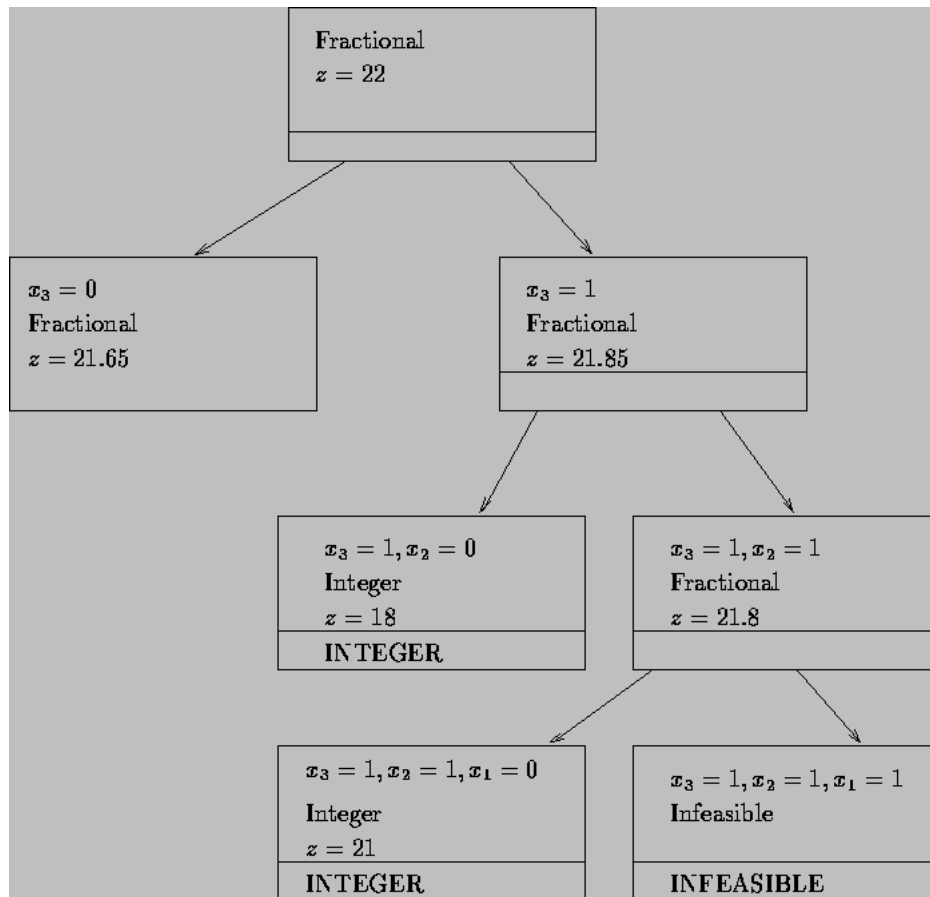 Fractional
z = 22
x₃ = 0
Fractional
z = 21.65
x₃ = 1
Fractional
z = 21.85
x₃ = 1, x₂ = 0
Integer
z = 18
INTEGER
x₃ = 1, x₂ = 1
Fractional
z = 21.8
x₃ = 1, x₂ = 1, x₁ = 0
Integer
z = 21
INTEGER
x₃ = 1, x₂ = 1, x₁ = 1
Infeasible
INFEASIBLE